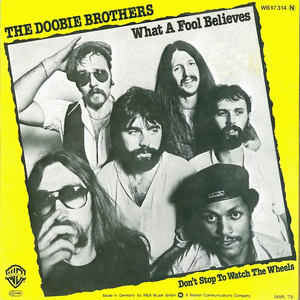 WB 17 314 N
THE DOOBIE BROTHERS
What A Fool Believes
Don't Stop To Watch The Wheels
Made in Germany by WEA Musik GmbH
A Warner Communications Company
MAR. '79